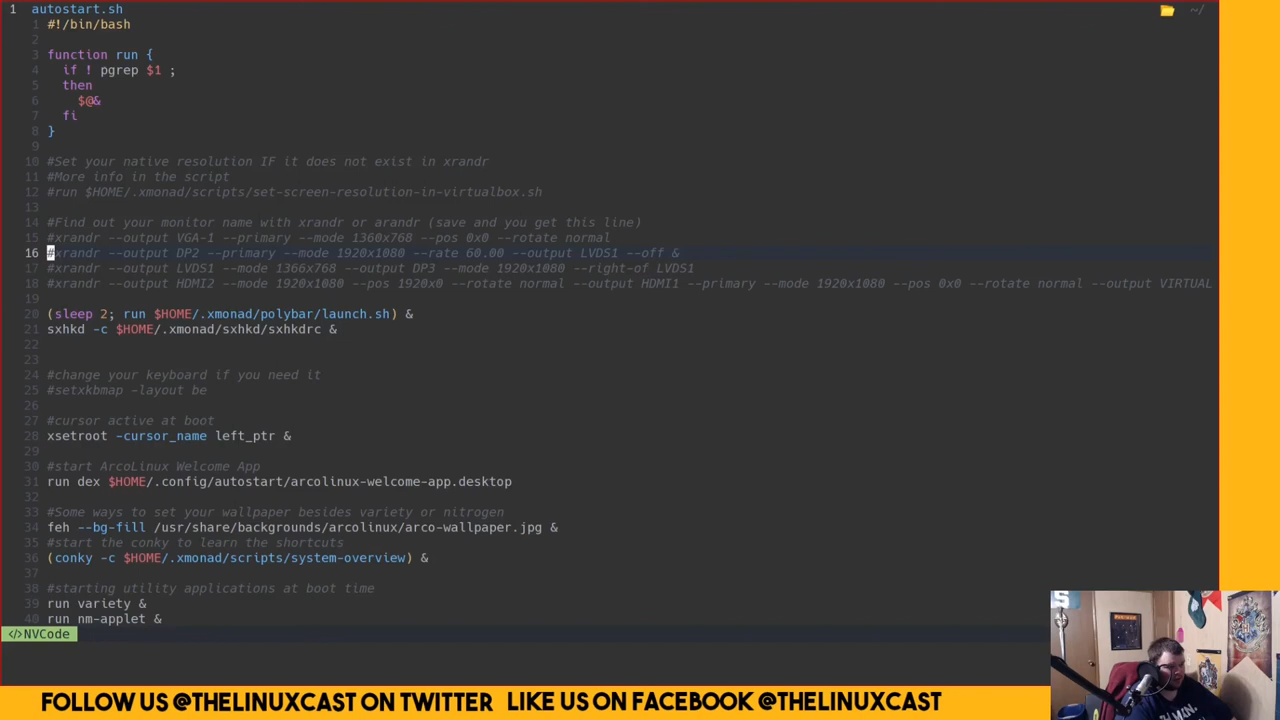 1 autostart.sh ~/
1 #!/bin/bash
2
3 function run {
4 if ! pgrep $1 ;
5 then
6 $@&
7 fi
8 }
9
10 #Set your native resolution IF it does not exist in xrandr
11 #More info in the script
12 #run $HOME/.xmonad/scripts/set-screen-resolution-in-virtualbox.sh
13
14 #Find out your monitor name with xrandr or arandr (save and you get this line)
15 #xrandr --output VGA-1 --primary --mode 1360x768 --pos 0x0 --rotate normal
16 #xrandr --output DP2 --primary --mode 1920x1080 --rate 60.00 --output LVDS1 --off &
17 #xrandr --output LVDS1 --mode 1366x768 --output DP3 --mode 1920x1080 --right-of LVDS1
18 #xrandr --output HDMI2 --mode 1920x1080 --pos 1920x0 --rotate normal --output HDMI1 --primary --mode 1920x1080 --pos 0x0 --rotate normal --output VIRTUAL
19
20 (sleep 2; run $HOME/.xmonad/polybar/launch.sh) &
21 sxhkd -c $HOME/.xmonad/sxhkd/sxhkdrc &
22
23
24 #change your keyboard if you need it
25 #setxkbmap -layout be
26
27 #cursor active at boot
28 xsetroot -cursor_name left_ptr &
29
30 #start ArcoLinux Welcome App
31 run dex $HOME/.config/autostart/arcolinux-welcome-app.desktop
32
33 #Some ways to set your wallpaper besides variety or nitrogen
34 feh --bg-fill /usr/share/backgrounds/arcolinux/arco-wallpaper.jpg &
35 #start the conky to learn the shortcuts
36 (conky -c $HOME/.xmonad/scripts/system-overview) &
37
38 #starting utility applications at boot time
39 run variety &
40 run nm-applet &
</>NVCode
FOLLOW US @THELINUXCAST ON TWITTER LIKE US ON FACEBOOK @THELINUXCAST